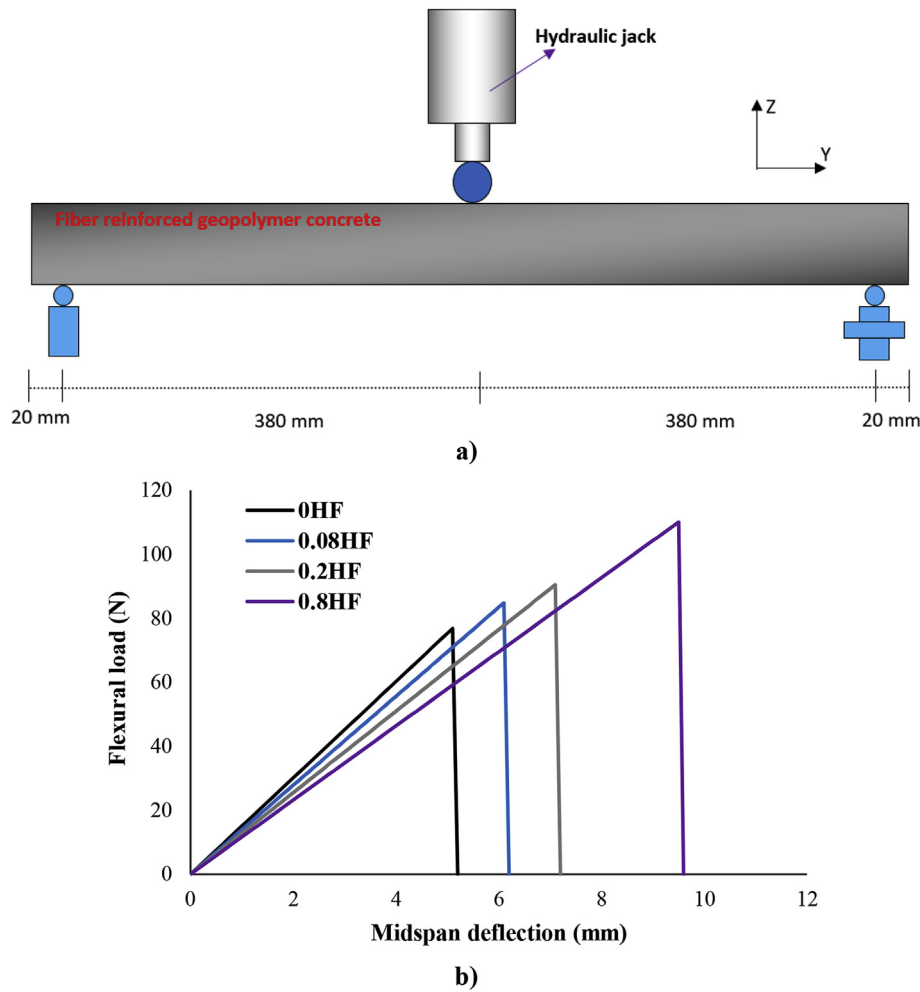 Hydraulic jack
Z
Y
Fiber reinforced geopolymer concrete
20 mm
380 mm
380 mm
20 mm
a)
120
100
80
60
40
20
0
Flexural load (N)
0HF
0.08HF
0.2HF
0.8HF
0 2 4 6 8 10 12
Midspan deflection (mm)
b)